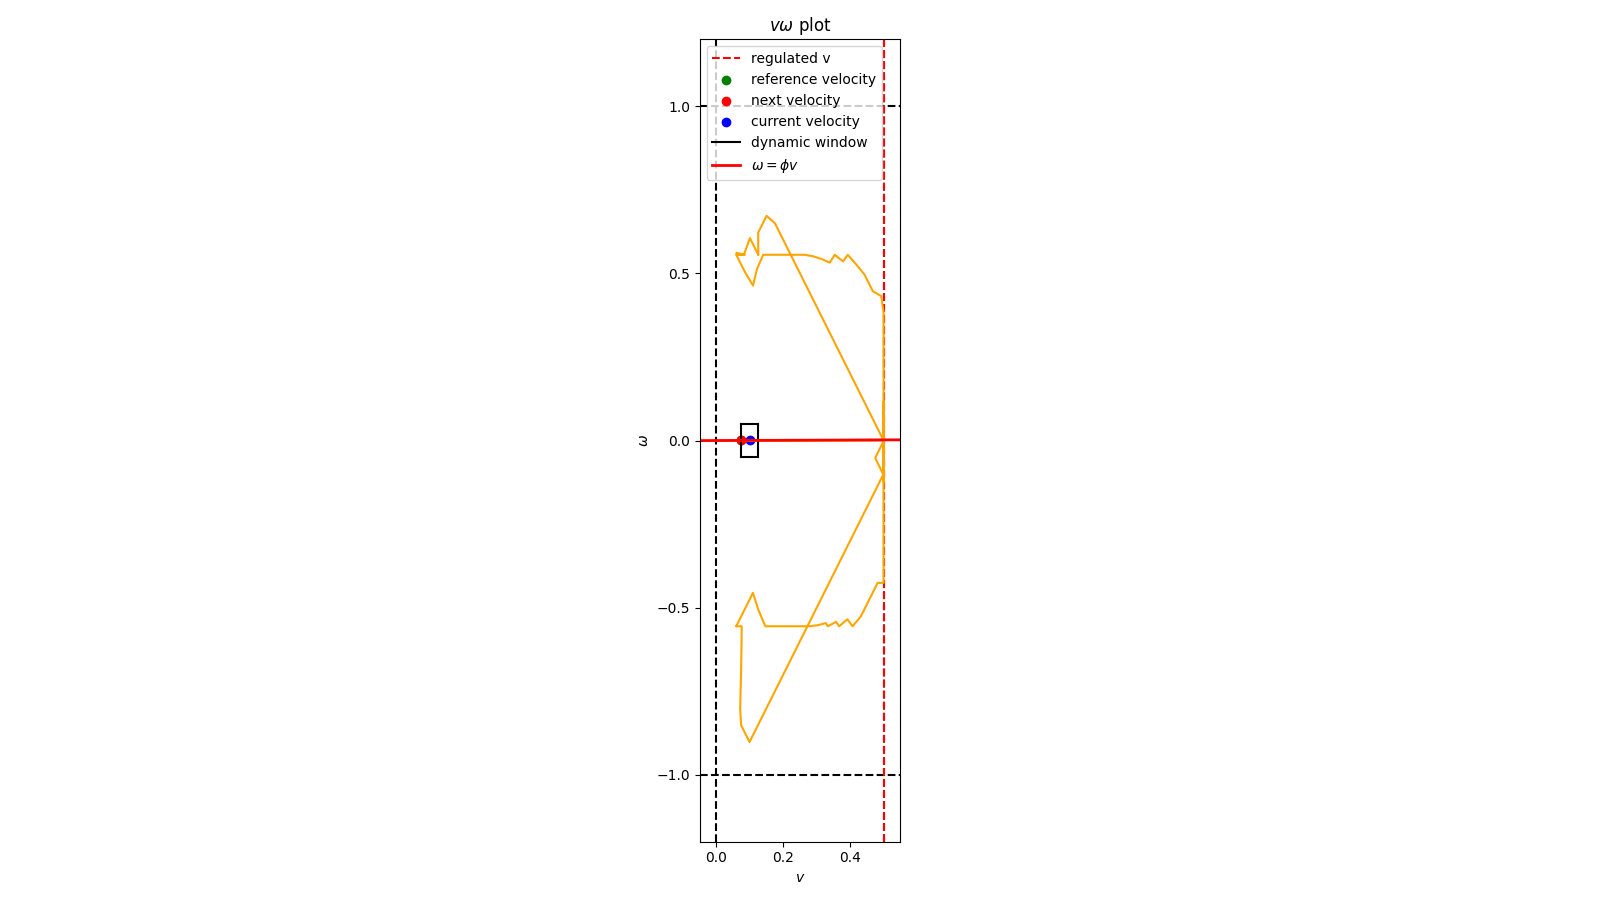 vω plot
regulated v
reference velocity
next velocity
current velocity
dynamic window
ω = ϕv
1.0
0.5
0.0
−0.5
−1.0
ω
0.0 0.2 0.4
v